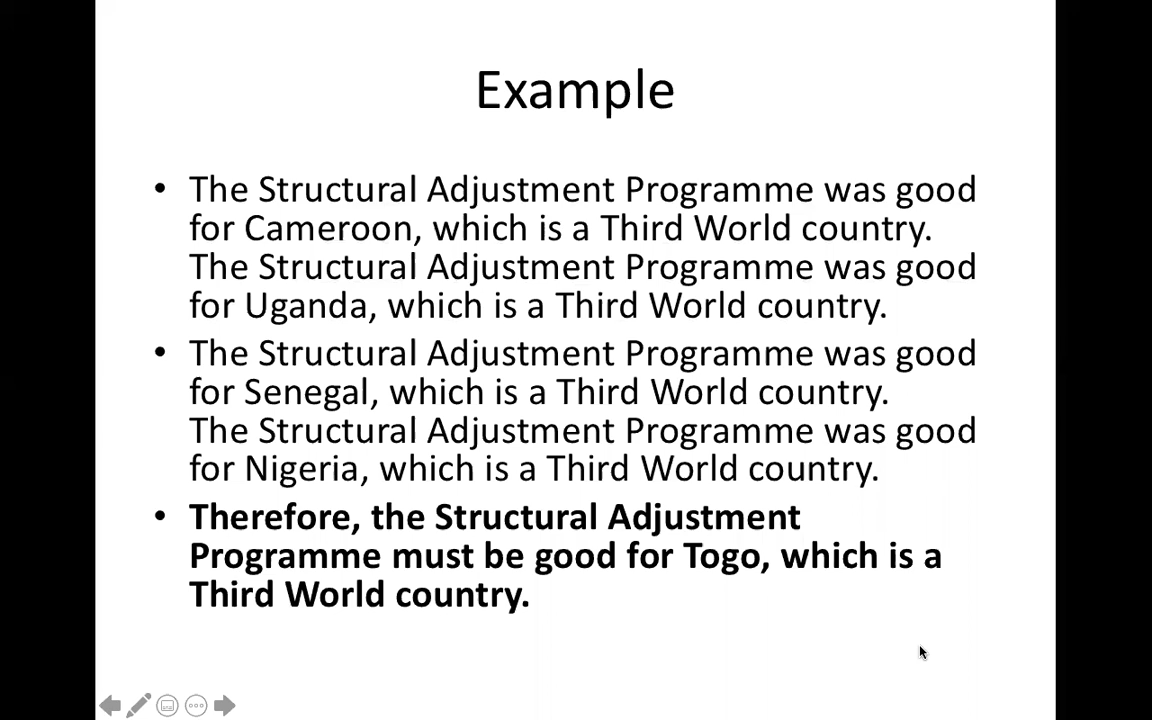 Example
• The Structural Adjustment Programme was good
for Cameroon, which is a Third World country.
The Structural Adjustment Programme was good
for Uganda, which is a Third World country.
• The Structural Adjustment Programme was good
for Senegal, which is a Third World country.
The Structural Adjustment Programme was good
for Nigeria, which is a Third World country.
• Therefore, the Structural Adjustment
Programme must be good for Togo, which is a
Third World country.